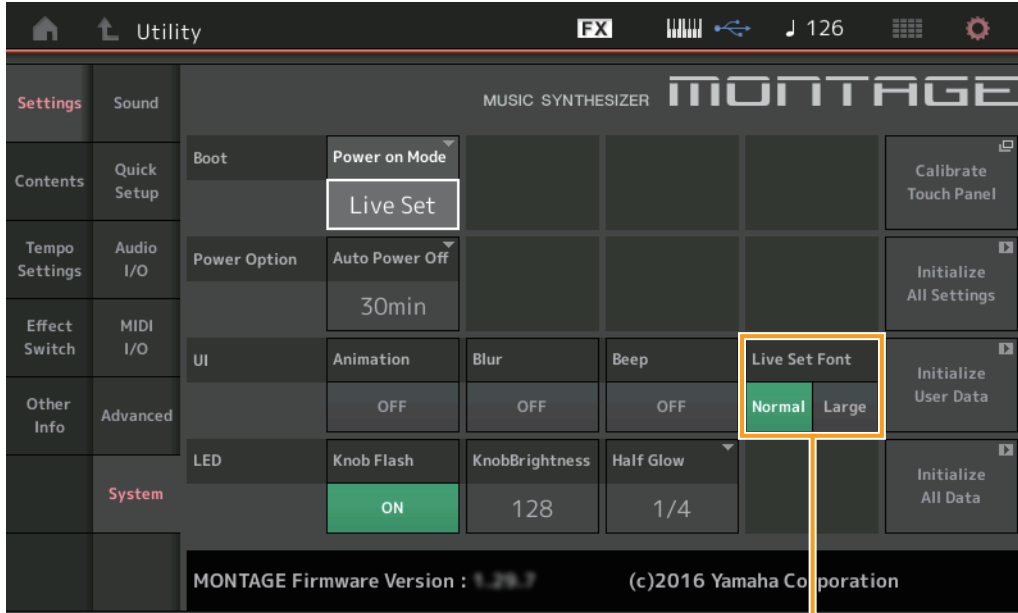 Utility
FX
126
Settings
Sound
MUSIC SYNTHESIZER MONTAGE
Contents
Quick
Setup
Boot
Power on Mode
Live Set
Calibrate
Touch Panel
Tempo
Settings
Audio
I/O
Power Option
Auto Power Off
30min
Initialize
All Settings
Effect
Switch
MIDI
I/O
UI
Animation
OFF
Blur
OFF
Beep
OFF
Live Set Font
Normal Large
Initialize
User Data
Other
Info
Advanced
LED
Knob Flash
ON
KnobBrightness
128
Half Glow
1/4
Initialize
All Data
System
MONTAGE Firmware Version :
(c)2016 Yamaha Corporation